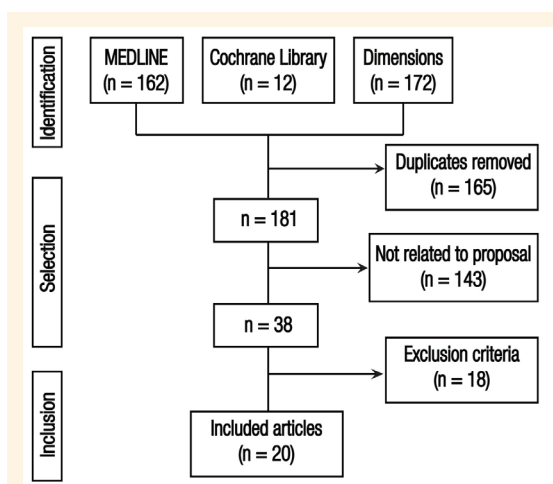 Identification
MEDLINE
(n = 162)
Cochrane Library
(n = 12)
Dimensions
(n = 172)
Duplicates removed
(n = 165)
Selection
n = 181
Not related to proposal
(n = 143)
n = 38
Exclusion criteria
(n = 18)
Inclusion
Included articles
(n = 20)